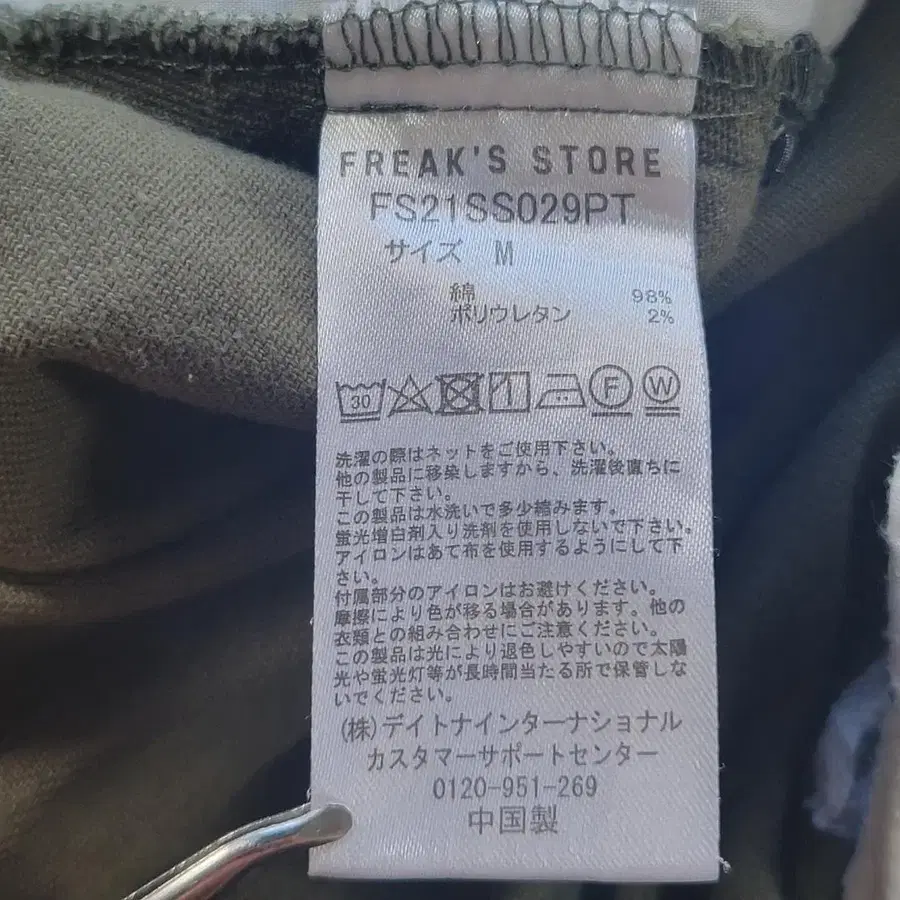 FREAK'S STORE
FS21SS029PT
サイズ M
綿 98%
ポリウレタン 2%
30 F W
洗濯の際はネットをご使用下さい。
他の製品に移染しますから、洗濯後直ちに
干して下さい。
この製品は水洗いで多少縮みます。
蛍光増白剤入り洗剤を使用しないで下さい。
アイロンはあて布を使用するようにして下
さい。
付属部分のアイロンはお避けください。
摩擦により色が移る場合があります。他の
衣類との組み合わせにご注意ください。
この製品は光により退色しやすいので太陽
光や蛍光灯等が長時間当たる所で保管しな
いでください。
(株)デイトナインターナショナル
カスタマーサポートセンター
0120-951-269
中国製